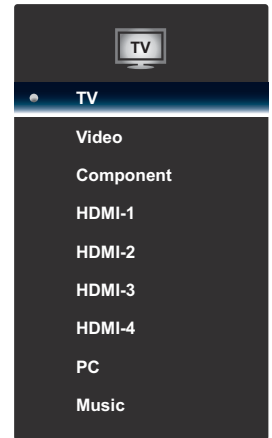 TV
TV
Video
Component
HDMI-1
HDMI-2
HDMI-3
HDMI-4
PC
Music